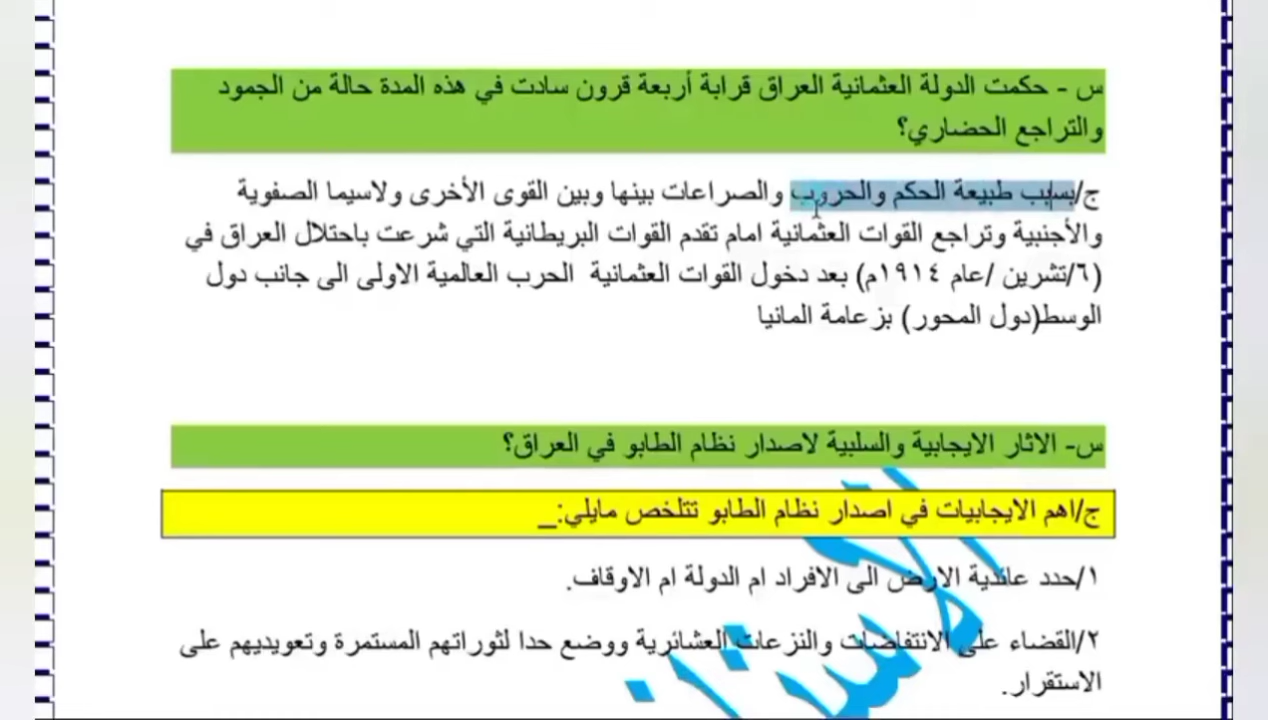 س - حكمت الدولة العثمانية العراق قرابة أربعة قرون سادت في هذه المدة حالة من الجمود
والتراجع الحضاري؟
ج/بسابب طبيعة الحكم والحروب والصراعات بينها وبين القوى الأخرى ولاسيما الصفوية
والأجنبية وتراجع القوات العثمانية امام تقدم القوات البريطانية التي شرعت باحتلال العراق في
(٦/تشرين /عام ١٩١٤م) بعد دخول القوات العثمانية الحرب العالمية الاولى الى جانب دول
الوسط(دول المحور) بزعامة المانيا
س- الاثار الايجابية والسلبية لاصدار نظام الطابو في العراق؟
ج/اهم الايجابيات في اصدار نظام الطابو تتلخص مايلي:_
١/حدد عائدية الارض الى الافراد ام الدولة ام الاوقاف.
٢/القضاء على الانتفاضات والنزعات العشائرية ووضع حدا لثوراتهم المستمرة وتعويديهم على
الاستقرار.